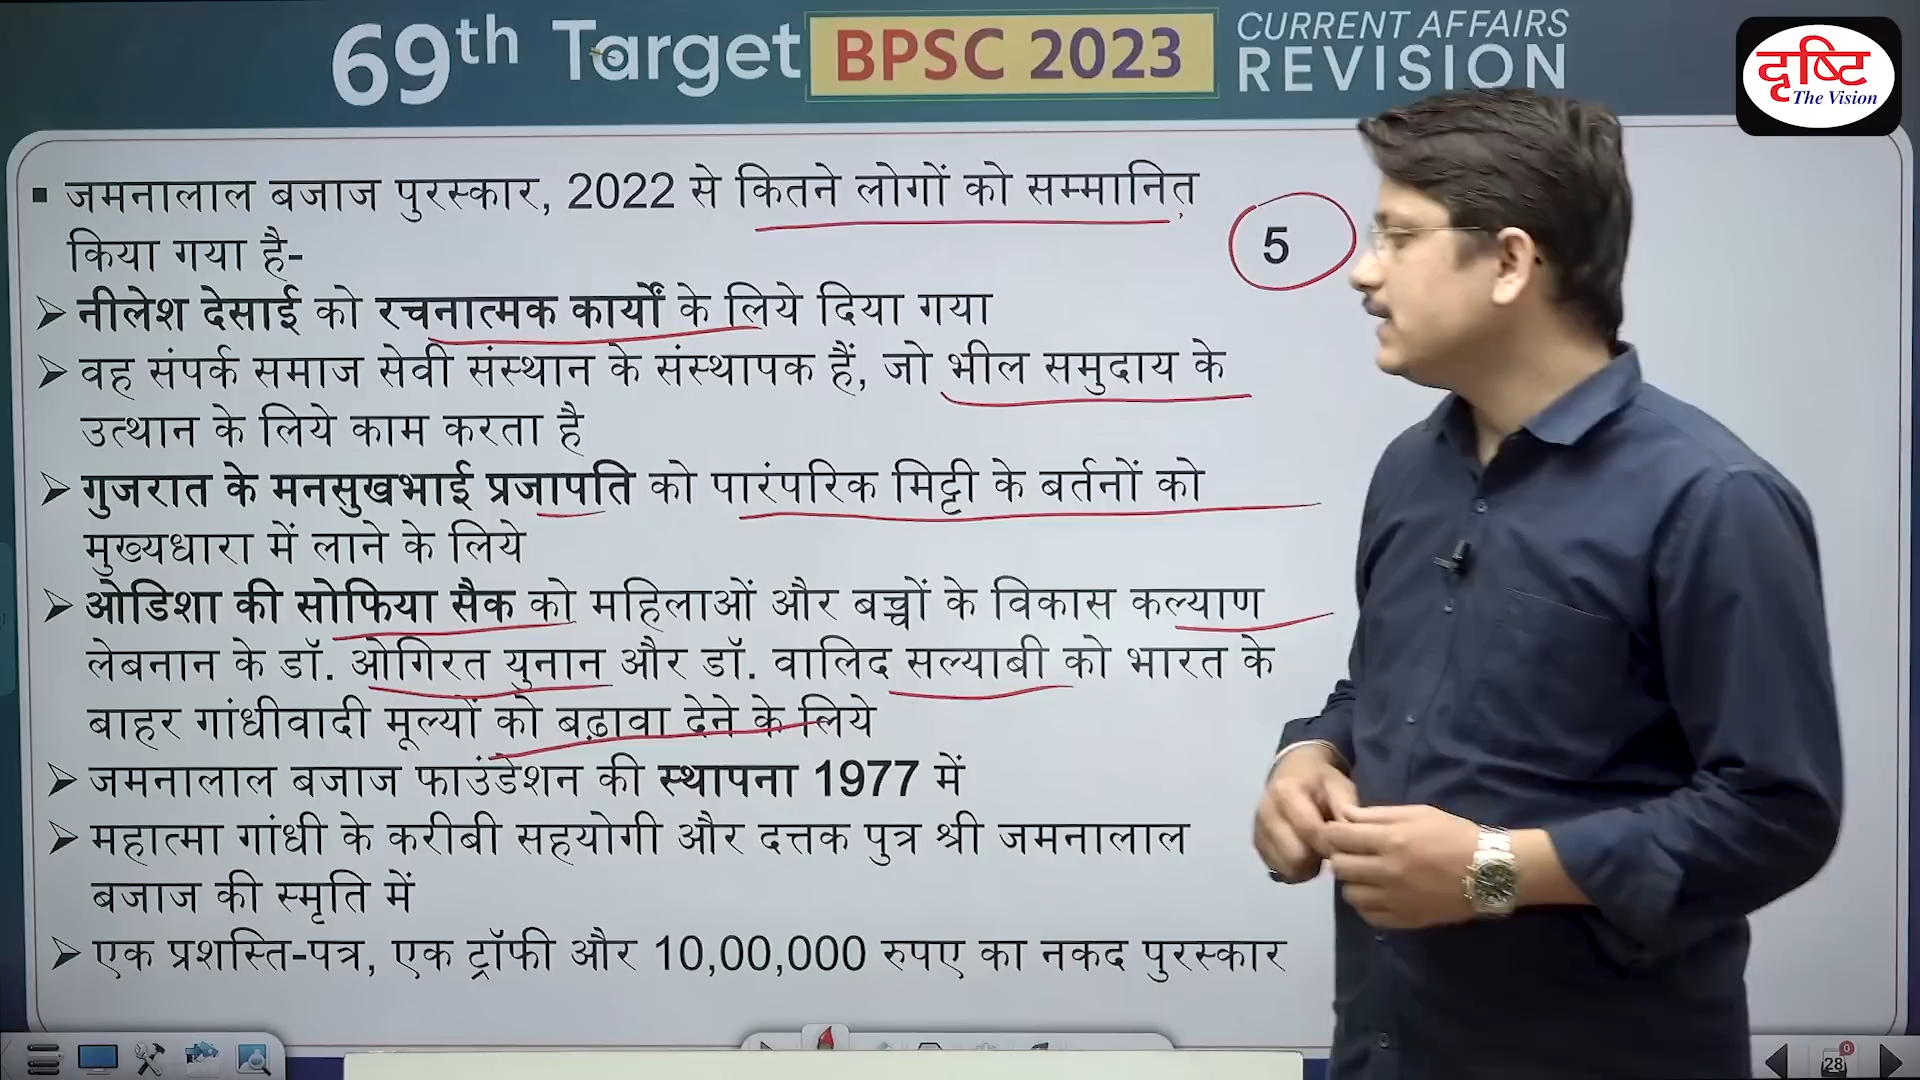 69th Target BPSC 2023 CURRENT AFFAIRS
REVISION
दृष्टि
The Vision
▪ जमनालाल बजाज पुरस्कार, 2022 से कितने लोगों को सम्मानित
किया गया है-
5
➢ नीलेश देसाई को रचनात्मक कार्यों के लिये दिया गया
➢ वह संपर्क समाज सेवी संस्थान के संस्थापक हैं, जो भील समुदाय के
उत्थान के लिये काम करता है
➢ गुजरात के मनसुखभाई प्रजापति को पारंपरिक मिट्टी के बर्तनों को
मुख्यधारा में लाने के लिये
➢ ओडिशा की सोफिया सैक को महिलाओं और बच्चों के विकास कल्याण
लेबनान के डॉ. ओगिरत युनान और डॉ. वालिद सल्याबी को भारत के
बाहर गांधीवादी मूल्यों को बढ़ावा देने के लिये
➢ जमनालाल बजाज फाउंडेशन की स्थापना 1977 में
➢ महात्मा गांधी के करीबी सहयोगी और दत्तक पुत्र श्री जमनालाल
बजाज की स्मृति में
➢ एक प्रशस्ति-पत्र, एक ट्रॉफी और 10,00,000 रुपए का नकद पुरस्कार
28
0